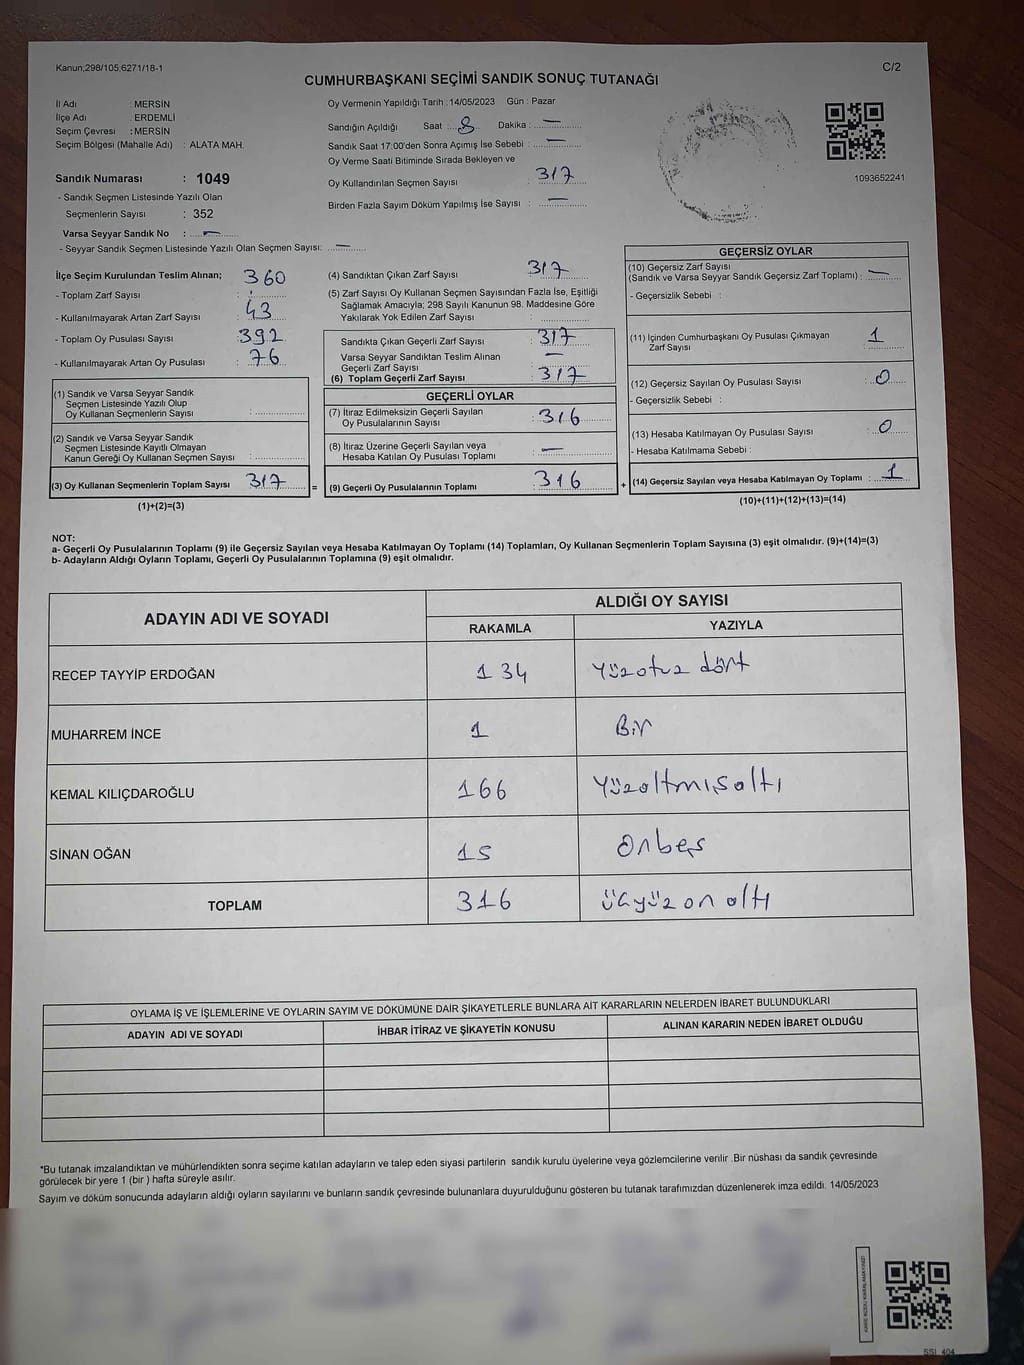 Kanun;298/105,6271/18-1
C/2
CUMHURBAŞKANI SEÇİMİ SANDIK SONUÇ TUTANAĞI
İl Adı : MERSİN
İlçe Adı : ERDEMLİ
Seçim Çevresi : MERSİN
Seçim Bölgesi (Mahalle Adı) : ALATA MAH.
Sandık Numarası : 1049
- Sandık Seçmen Listesinde Yazılı Olan
Seçmenlerin Sayısı : 352
Varsa Seyyar Sandık No : —
- Seyyar Sandık Seçmen Listesinde Yazılı Olan Seçmen Sayısı: —
Oy Vermenin Yapıldığı Tarih :14/05/2023 Gün : Pazar
Sandığın Açıldığı Saat : 8 Dakika : —
Sandık Saat 17:00'den Sonra Açımış İse Sebebi : —
Oy Verme Saati Bitiminde Sırada Bekleyen ve
Oy Kullandırılan Seçmen Sayısı : 317
Birden Fazla Sayım Döküm Yapılmış İse Sayısı : —
1093652241
İlçe Seçim Kurulundan Teslim Alınan;
- Toplam Zarf Sayısı : 360
- Kullanılmayarak Artan Zarf Sayısı : 43
- Toplam Oy Pusulası Sayısı : 392
- Kullanılmayarak Artan Oy Pusulası : 76
(1) Sandık ve Varsa Seyyar Sandık
Seçmen Listesinde Yazılı Olup
Oy Kullanan Seçmenlerin Sayısı :
(2) Sandık ve Varsa Seyyar Sandık
Seçmen Listesinde Kayıtlı Olmayan
Kanun Gereği Oy Kullanan Seçmen Sayısı :
(3) Oy Kullanan Seçmenlerin Toplam Sayısı : 317
(1)+(2)=(3)
(4) Sandıktan Çıkan Zarf Sayısı : 317
(5) Zarf Sayısı Oy Kullanan Seçmen Sayısından Fazla İse, Eşitliği
Sağlamak Amacıyla; 298 Sayılı Kanunun 98. Maddesine Göre
Yakılarak Yok Edilen Zarf Sayısı :
Sandıkta Çıkan Geçerli Zarf Sayısı : 317
Varsa Seyyar Sandıktan Teslim Alınan
Geçerli Zarf Sayısı : —
(6) Toplam Geçerli Zarf Sayısı : 317
GEÇERLİ OYLAR
(7) İtiraz Edilmeksizin Geçerli Sayılan
Oy Pusulalarının Sayısı : 316
(8) İtiraz Üzerine Geçerli Sayılan veya
Hesaba Katılan Oy Pusulası Toplamı : —
= (9) Geçerli Oy Pusulalarının Toplamı : 316
GEÇERSİZ OYLAR
(10) Geçersiz Zarf Sayısı
(Sandık ve Varsa Seyyar Sandık Geçersiz Zarf Toplamı) : —
- Geçersizlik Sebebi :
(11) İçinden Cumhurbaşkanı Oy Pusulası Çıkmayan
Zarf Sayısı : 1
(12) Geçersiz Sayılan Oy Pusulası Sayısı : 0
- Geçersizlik Sebebi :
(13) Hesaba Katılmayan Oy Pusulası Sayısı : 0
- Hesaba Katılmama Sebebi :
+ (14) Geçersiz Sayılan veya Hesaba Katılmayan Oy Toplamı : 1
(10)+(11)+(12)+(13)=(14)
NOT:
a- Geçerli Oy Pusulalarının Toplamı (9) ile Geçersiz Sayılan veya Hesaba Katılmayan Oy Toplamı (14) Toplamları, Oy Kullanan Seçmenlerin Toplam Sayısına (3) eşit olmalıdır. (9)+(14)=(3)
b- Adayların Aldığı Oyların Toplamı, Geçerli Oy Pusulalarının Toplamına (9) eşit olmalıdır.
ADAYIN ADI VE SOYADI
ALDIĞI OY SAYISI
RAKAMLA YAZIYLA
RECEP TAYYİP ERDOĞAN 134 Yüzotuz dört
MUHARREM İNCE 1 Bir
KEMAL KILIÇDAROĞLU 166 Yüzaltmışaltı
SİNAN OĞAN 15 Onbeş
TOPLAM 316 üçyüz on altı
OYLAMA İŞ VE İŞLEMLERİNE VE OYLARIN SAYIM VE DÖKÜMÜNE DAİR ŞİKAYETLERLE BUNLARA AİT KARARLARIN NELERDEN İBARET BULUNDUKLARI
ADAYIN ADI VE SOYADI İHBAR İTİRAZ VE ŞİKAYETİN KONUSU ALINAN KARARIN NEDEN İBARET OLDUĞU
*Bu tutanak imzalandıktan ve mühürlendikten sonra seçime katılan adayların ve talep eden siyasi partilerin sandık kurulu üyelerine veya gözlemcilerine verilir .Bir nüshası da sandık çevresinde
görülecek bir yere 1 (bir ) hafta süreyle asılır.
Sayım ve döküm sonucunda adayların aldığı oyların sayılarını ve bunların sandık çevresinde bulunanlara duyurulduğunu gösteren bu tutanak tarafımızdan düzenlenerek imza edildi. 14/05/2023
SSI_404